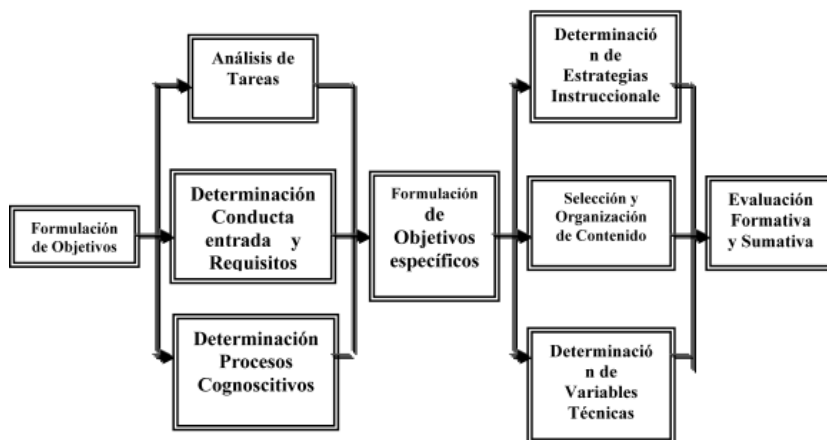 Formulación
de Objetivos
Análisis de
Tareas
Determinación
Conducta
entrada y
Requisitos
Determinación
Procesos
Cognoscitivos
Formulación
de
Objetivos
específicos
Determinació
n de
Estrategias
Instruccionale
Selección y
Organización
de Contenido
Determinació
n de
Variables
Técnicas
Evaluación
Formativa
y Sumativa